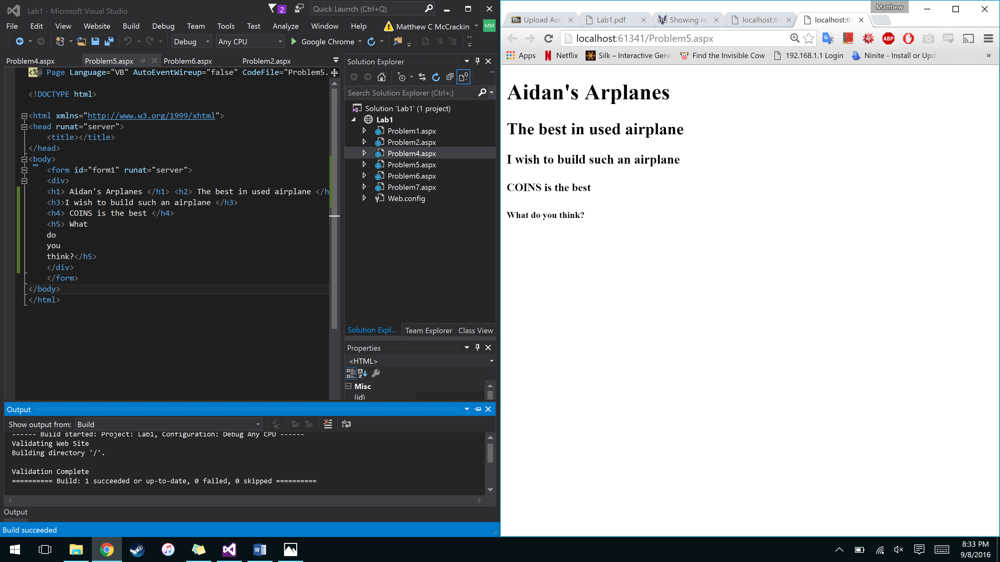 Lab1 - Microsoft Visual Studio
2
Quick Launch (Ctrl+Q)
File Edit View Website Build Debug Team Tools Test Analyze Window Help Matthew C McCrackin MM
Debug Any CPU Google Chrome
Problem4.aspx Problem5.aspx Problem6.aspx Problem2.aspx
<%@ Page Language="VB" AutoEventWireup="false" CodeFile="Problem5.
<!DOCTYPE html>
<html xmlns="http://www.w3.org/1999/xhtml">
<head runat="server">
<title></title>
</head>
<body>
<form id="form1" runat="server">
<div>
<h1> Aidan's Arplanes </h1> <h2> The best in used airplane </h
<h3>I wish to build such an airplane </h3>
<h4> COINS is the best </h4>
<h5> What
do
you
think?</h5>
</div>
</form>
</body>
</html>
Solution Explorer
Search Solution Explorer (Ctrl+;)
Solution 'Lab1' (1 project)
Lab1
Problem1.aspx
Problem2.aspx
Problem4.aspx
Problem5.aspx
Problem6.aspx
Problem7.aspx
Web.config
Solution Expl... Team Explorer Class View
Properties
<HTML>
Misc
(id)
Output
Show output from: Build
------ Build started: Project: Lab1, Configuration: Debug Any CPU ------
Validating Web Site
Building directory '/'.
Validation Complete
========== Build: 1 succeeded or up-to-date, 0 failed, 0 skipped ==========
Output
Build succeeded
Matthew
Bb Upload Assi Lab1.pdf nu Showing re localhost:61 localhost:61
localhost:61341/Problem5.aspx
ABP CSS
Apps Netflix Silk – Interactive Gene Find the Invisible Cow 192.168.1.1 Login Ninite - Install or Upda »
Aidan's Arplanes
The best in used airplane
I wish to build such an airplane
COINS is the best
What do you think?
8:33 PM
9/8/2016